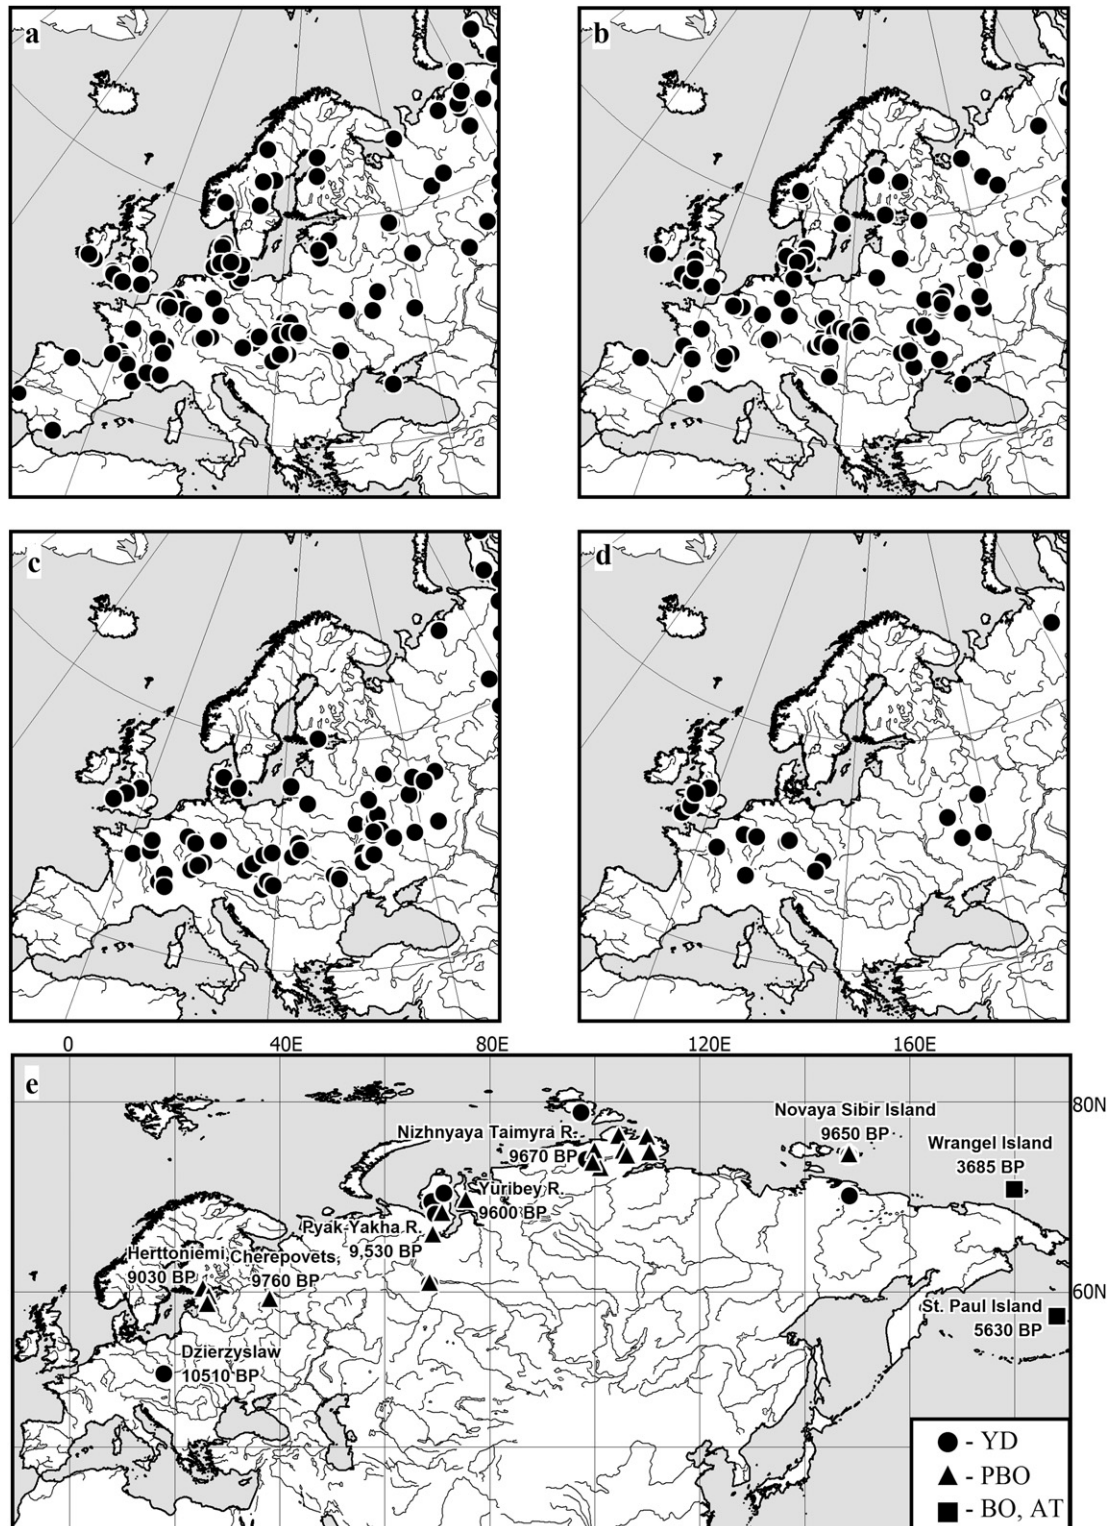 a
b
c
d
0 40E 80E 120E 160E
e
80N
Novaya Sibir Island
9650 BP
Nizhnyaya Taimyra R.
9670 BP
Wrangel Island
3685 BP
Yuribey R.
9600 BP
Pyak-Yakha R.
9,530 BP
Herttoniemi,
9030 BP
Cherepovets,
9760 BP
60N
St. Paul Island
5630 BP
Dzierzyslaw
10510 BP
- YD
- PBO
- BO, AT